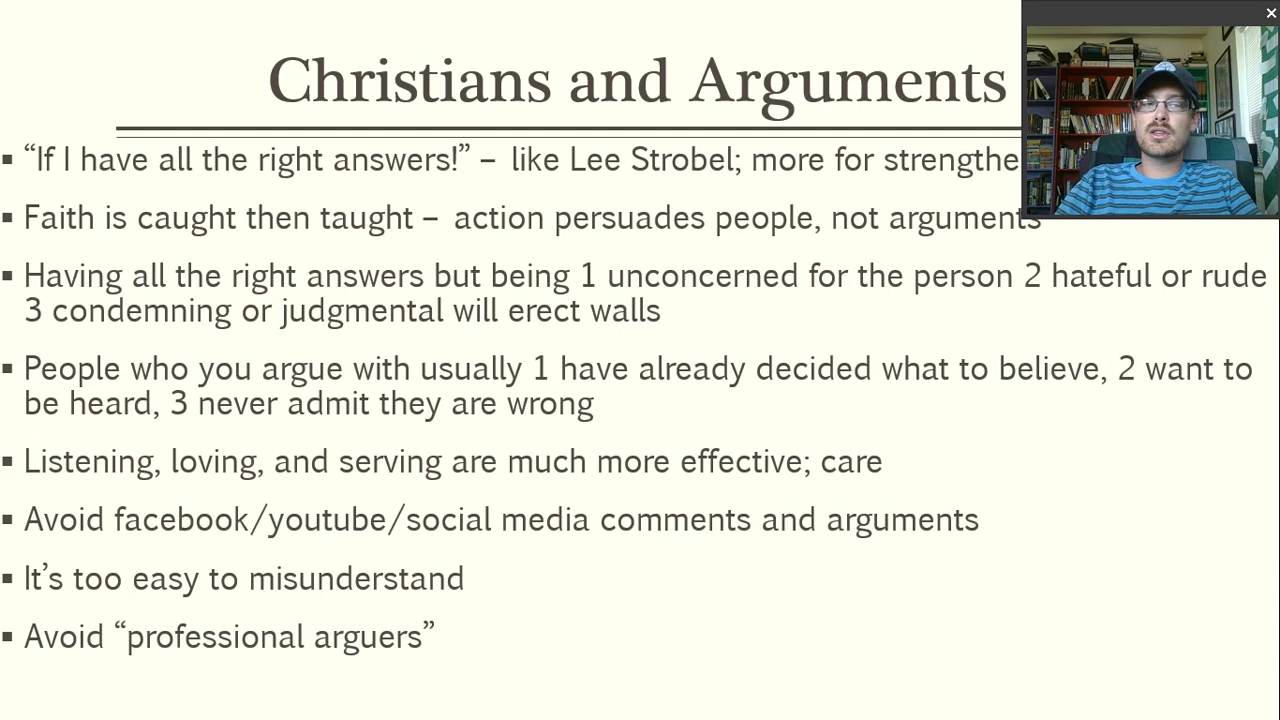 Christians and Arguments
▪ “If I have all the right answers!” – like Lee Strobel; more for strengthe
▪ Faith is caught then taught – action persuades people, not arguments
▪ Having all the right answers but being 1 unconcerned for the person 2 hateful or rude
3 condemning or judgmental will erect walls
▪ People who you argue with usually 1 have already decided what to believe, 2 want to
be heard, 3 never admit they are wrong
▪ Listening, loving, and serving are much more effective; care
▪ Avoid facebook/youtube/social media comments and arguments
▪ It’s too easy to misunderstand
▪ Avoid “professional arguers”